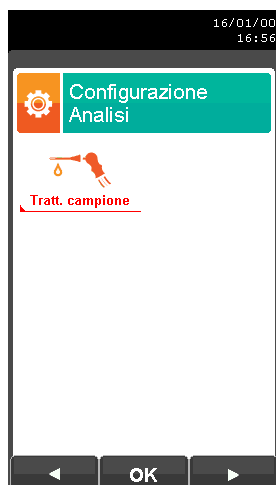 16/01/00
16:56
Configurazione
Analisi
Tratt. campione
OK